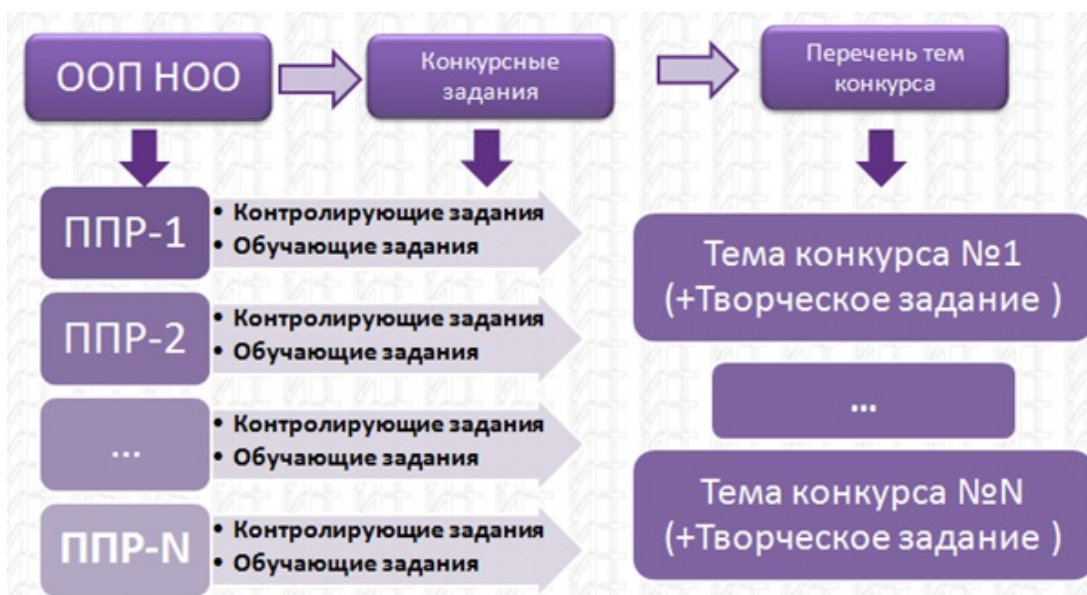 ООП НОО
Конкурсные
задания
Перечень тем
конкурса
ППР-1
• Контролирующие задания
• Обучающие задания
ППР-2
• Контролирующие задания
• Обучающие задания
...
• Контролирующие задания
• Обучающие задания
ППР-N
• Контролирующие задания
• Обучающие задания
Тема конкурса №1
(+Творческое задание )
...
Тема конкурса №N
(+Творческое задание )